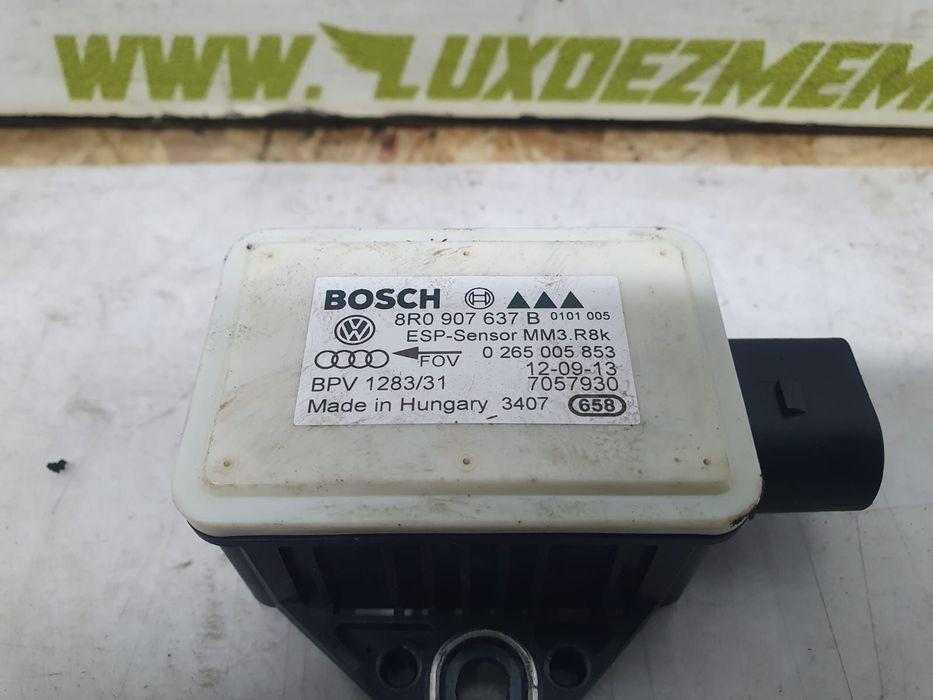 WWW. LUXDEZMEM
BOSCH
8R0 907 637 B 0101 005
ESP-Sensor MM3.R8k
FOV 0 265 005 853
12-09-13
BPV 1283/31 7057930
Made in Hungary 3407 658